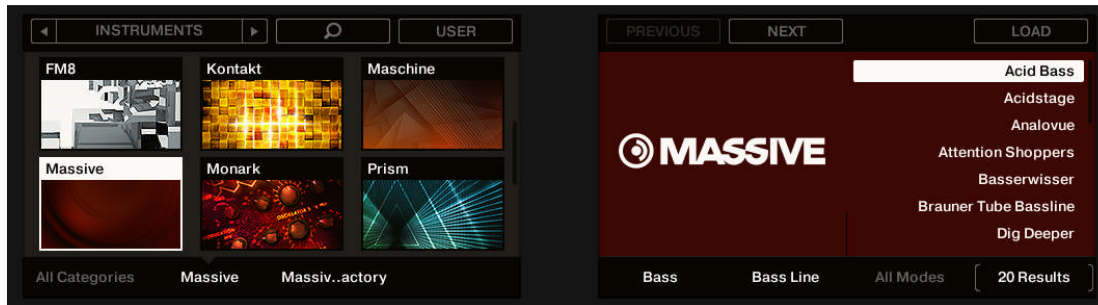 INSTRUMENTS
USER
FM8
Kontakt
Maschine
Massive
Monark
Prism
All Categories
Massive
Massiv..actory
PREVIOUS
NEXT
LOAD
MASSIVE
Acid Bass
Acidstage
Analovue
Attention Shoppers
Basserwisser
Brauner Tube Bassline
Dig Deeper
Bass
Bass Line
All Modes
20 Results